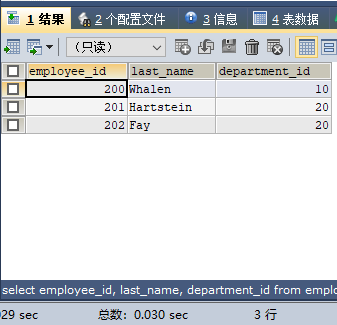 1 结果 2 个配置文件 3 信息 4 表数据
（只读）
employee_id last_name department_id
200 Whalen 10
201 Hartstein 20
202 Fay 20
select employee_id, last_name, department_id from emplo
029 sec 总数: 0.030 sec 3 行